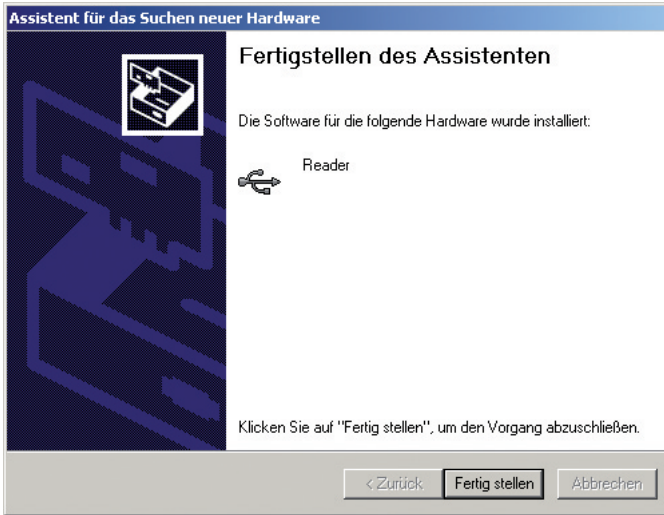 Assistent für das Suchen neuer Hardware
Fertigstellen des Assistenten
Die Software für die folgende Hardware wurde installiert:
Reader
Klicken Sie auf "Fertig stellen", um den Vorgang abzuschließen.
< Zurück Fertig stellen Abbrechen